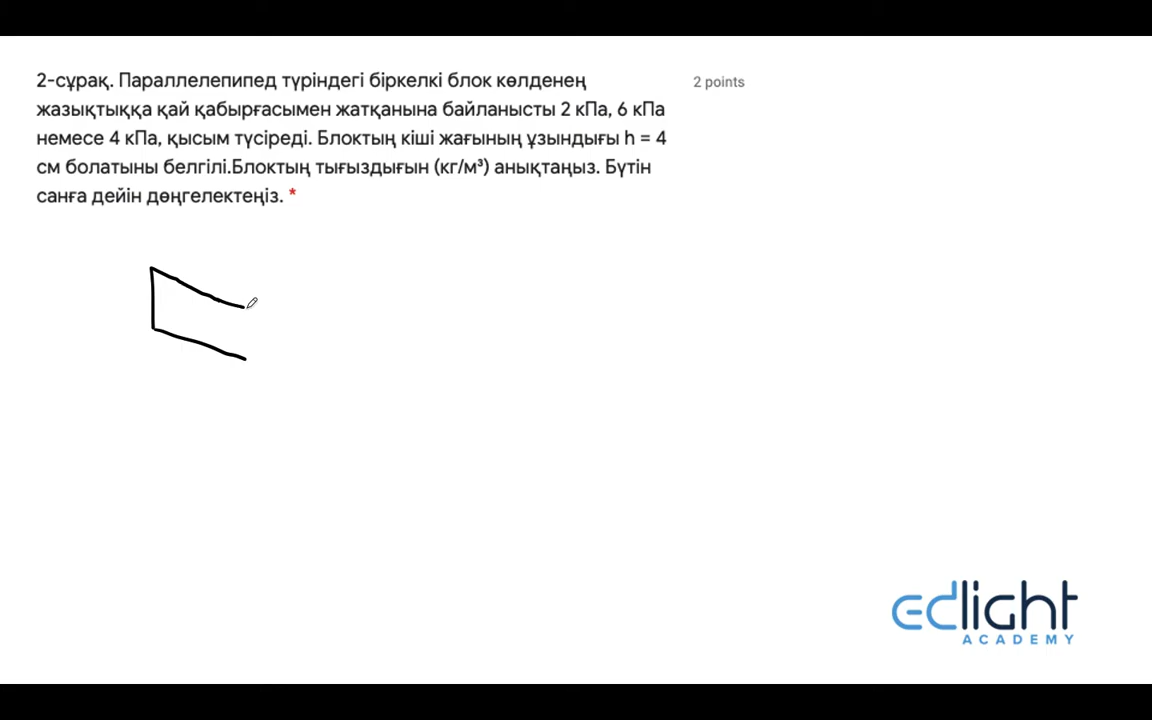 2-сұрақ. Параллелепипед түріндегі біркелкі блок көлденең
2 points
жазықтыққа қай қабырғасымен жатқанына байланысты 2 кПа, 6 кПа
немесе 4 кПа, қысым түсіреді. Блоктың кіші жағының ұзындығы h = 4
см болатыны белгілі.Блоктың тығыздығын (кг/м³) анықтаңыз. Бүтін
санға дейін дөңгелектеңіз. *
edlight
ACADEMY